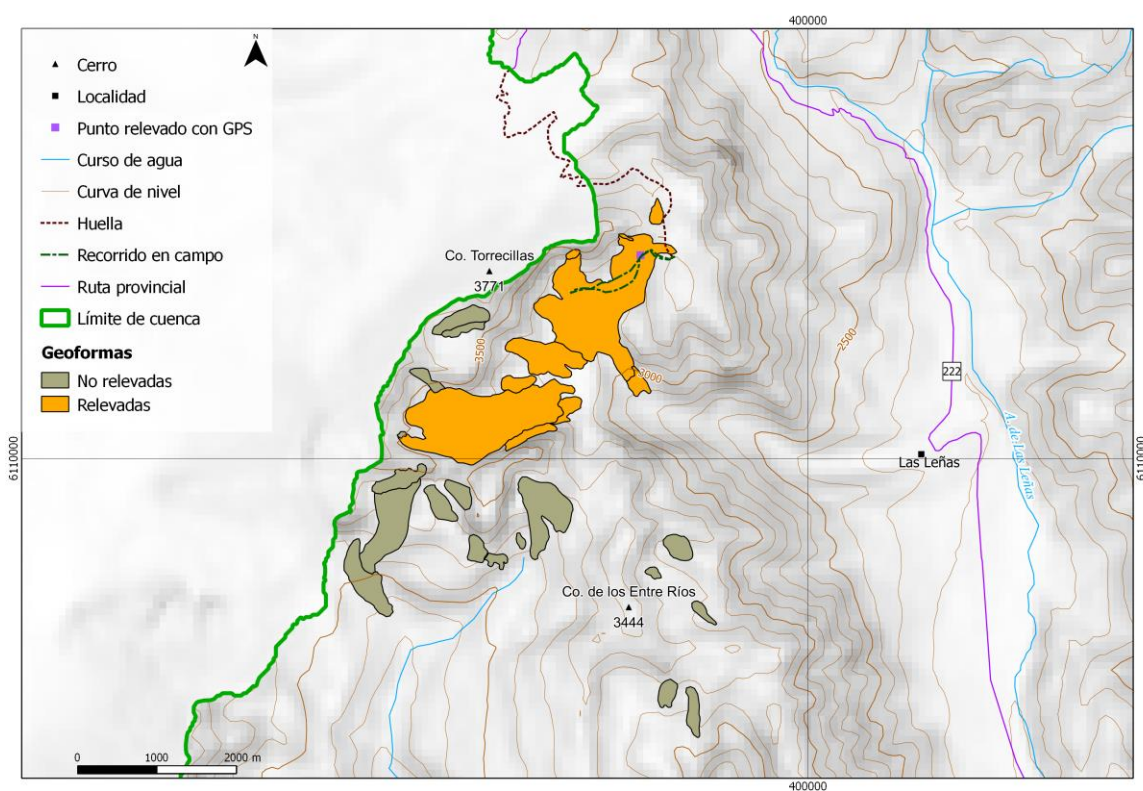 400000
N
Cerro
Localidad
Punto relevado con GPS
Curso de agua
Curva de nivel
Huella
Recorrido en campo
Ruta provincial
Límite de cuenca
Geoformas
No relevadas
Relevadas
Co. Torrecillas
3771
3500
3000
2500
222
6110000
6110000
Las Leñas
A. de Las Leñas
Co. de los Entre Ríos
3444
0 1000 2000 m
400000